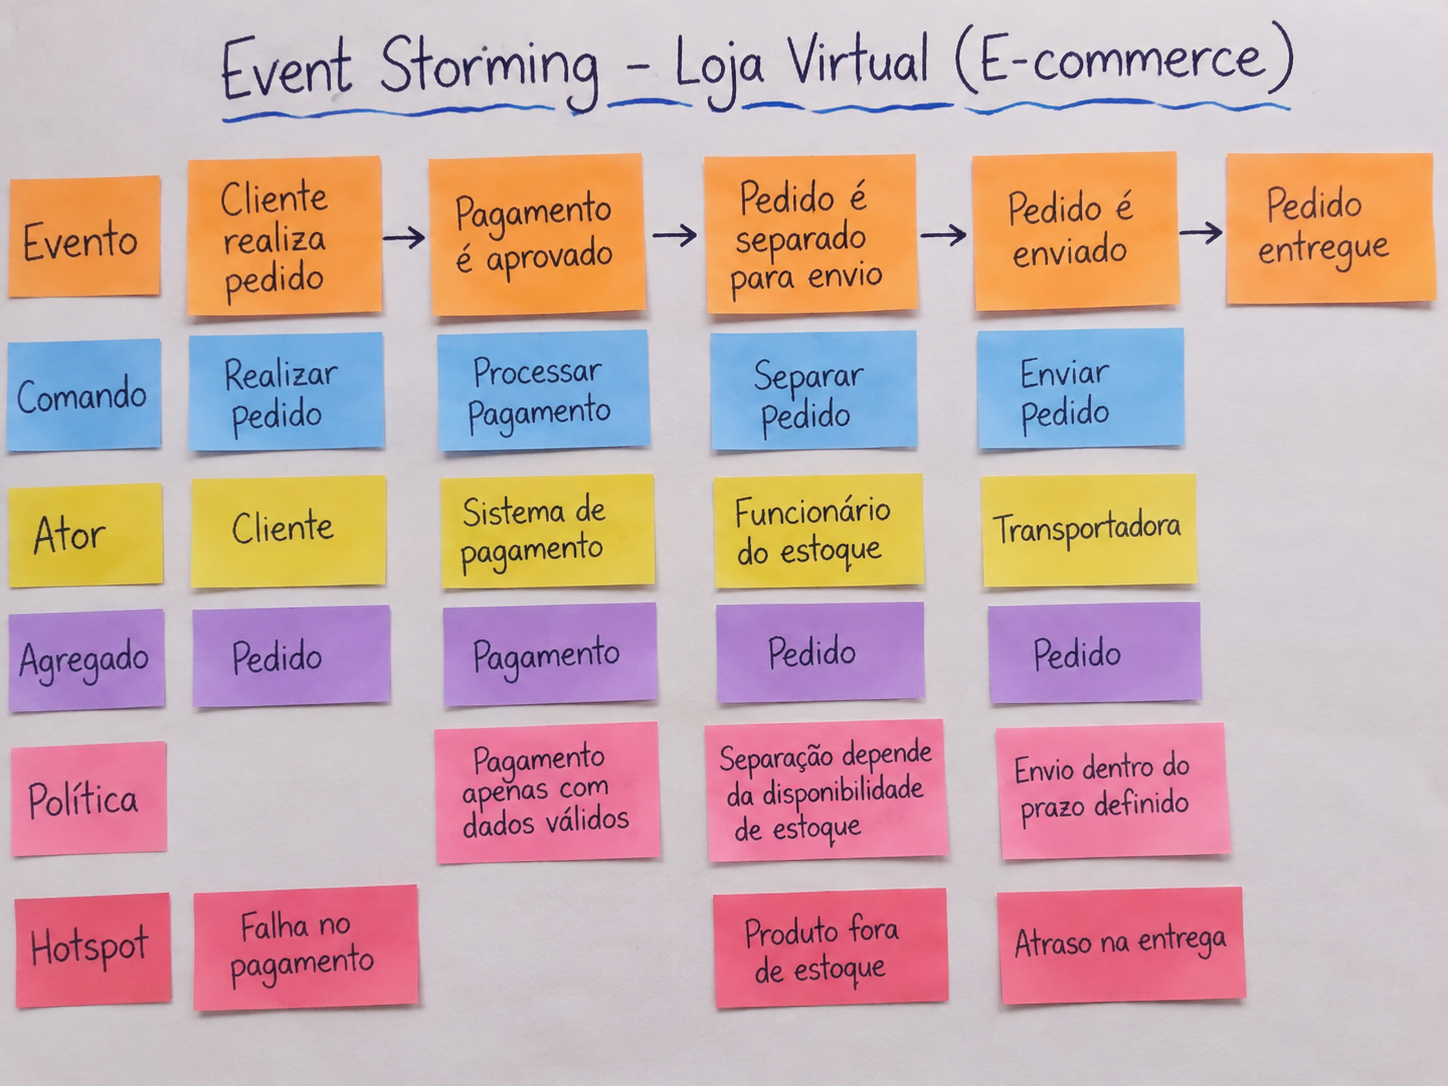 Event Storming - Loja Virtual (E-commerce)
Evento
Cliente
realiza
pedido
Pagamento
é aprovado
Pedido é
separado
para envio
Pedido é
enviado
Pedido
entregue
Comando
Realizar
pedido
Processar
Pagamento
Separar
pedido
Enviar
pedido
Ator
Cliente
Sistema de
pagamento
Funcionário
do estoque
Transportadora
Agregado
Pedido
Pagamento
Pedido
Pedido
Política
Pagamento
apenas com
dados válidos
Separação depende
da disponibilidade
de estoque
Envio dentro do
prazo definido
Hotspot
Falha no
pagamento
Produto fora
de estoque
Atraso na entrega